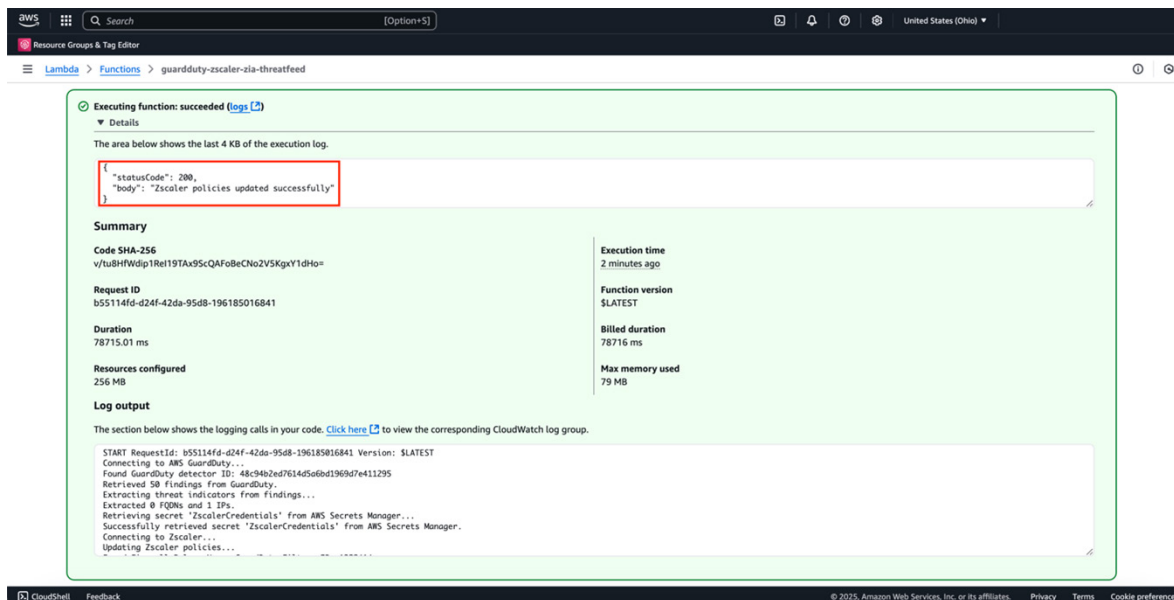 aws
Search [Option+S]
United States (Ohio)
Resource Groups & Tag Editor
Lambda > Functions > guardduty-zscaler-zia-threatfeed
Executing function: succeeded (logs)
Details
The area below shows the last 4 KB of the execution log.
{
"statusCode": 200,
"body": "Zscaler policies updated successfully"
}
Summary
Code SHA-256
v/tu8HfWdip1ReI19TAx9ScQAFoBeCNo2V5KgxY1dHo=
Execution time
2 minutes ago
Request ID
b55114fd-d24f-42da-95d8-196185016841
Function version
$LATEST
Duration
78715.01 ms
Billed duration
78716 ms
Resources configured
256 MB
Max memory used
79 MB
Log output
The section below shows the logging calls in your code. Click here to view the corresponding CloudWatch log group.
START RequestId: b55114fd-d24f-42da-95d8-196185016841 Version: $LATEST
Connecting to AWS GuardDuty...
Found GuardDuty detector ID: 48c94b2ed7614d5a6bd1969d7e411295
Retrieved 50 findings from GuardDuty.
Extracting threat indicators from findings...
Extracted 0 FQDNs and 1 IPs.
Retrieving secret 'ZscalerCredentials' from AWS Secrets Manager...
Successfully retrieved secret 'ZscalerCredentials' from AWS Secrets Manager.
Connecting to Zscaler...
Updating Zscaler policies...
CloudShell Feedback © 2025, Amazon Web Services, Inc. or its affiliates. Privacy Terms Cookie preference